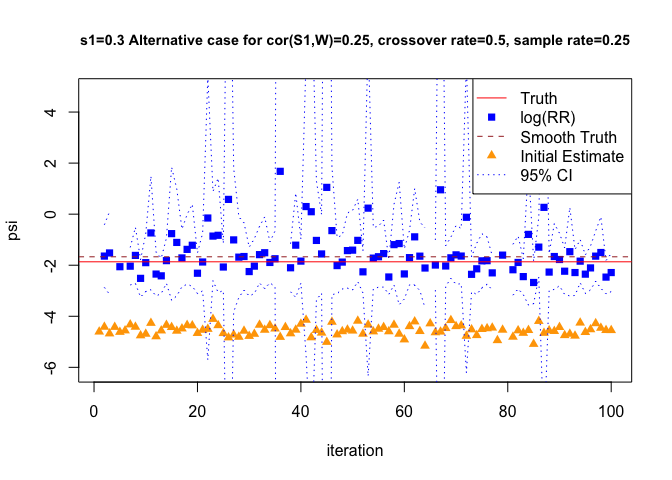 s1=0.3 Alternative case for cor(S1,W)=0.25, crossover rate=0.5, sample rate=0.25
Truth
log(RR)
Smooth Truth
Initial Estimate
95% CI
4
2
0
-2
-4
-6
psi
0 20 40 60 80 100
iteration